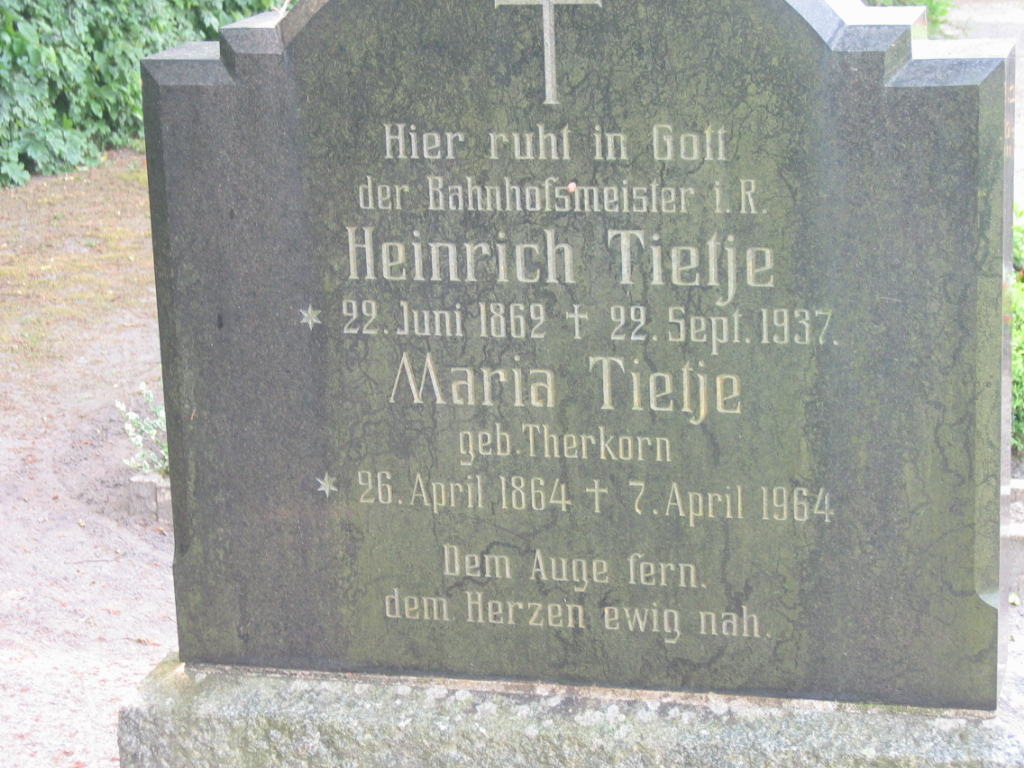 Hier ruht in Gott
der Bahnhofsmeister i. R.
Heinrich Tietje
* 22. Juni 1862 † 22. Sept. 1937.
Maria Tietje
geb. Therkorn
* 26. April 1864 † 7. April 1964
Dem Auge fern.
dem Herzen ewig nah.